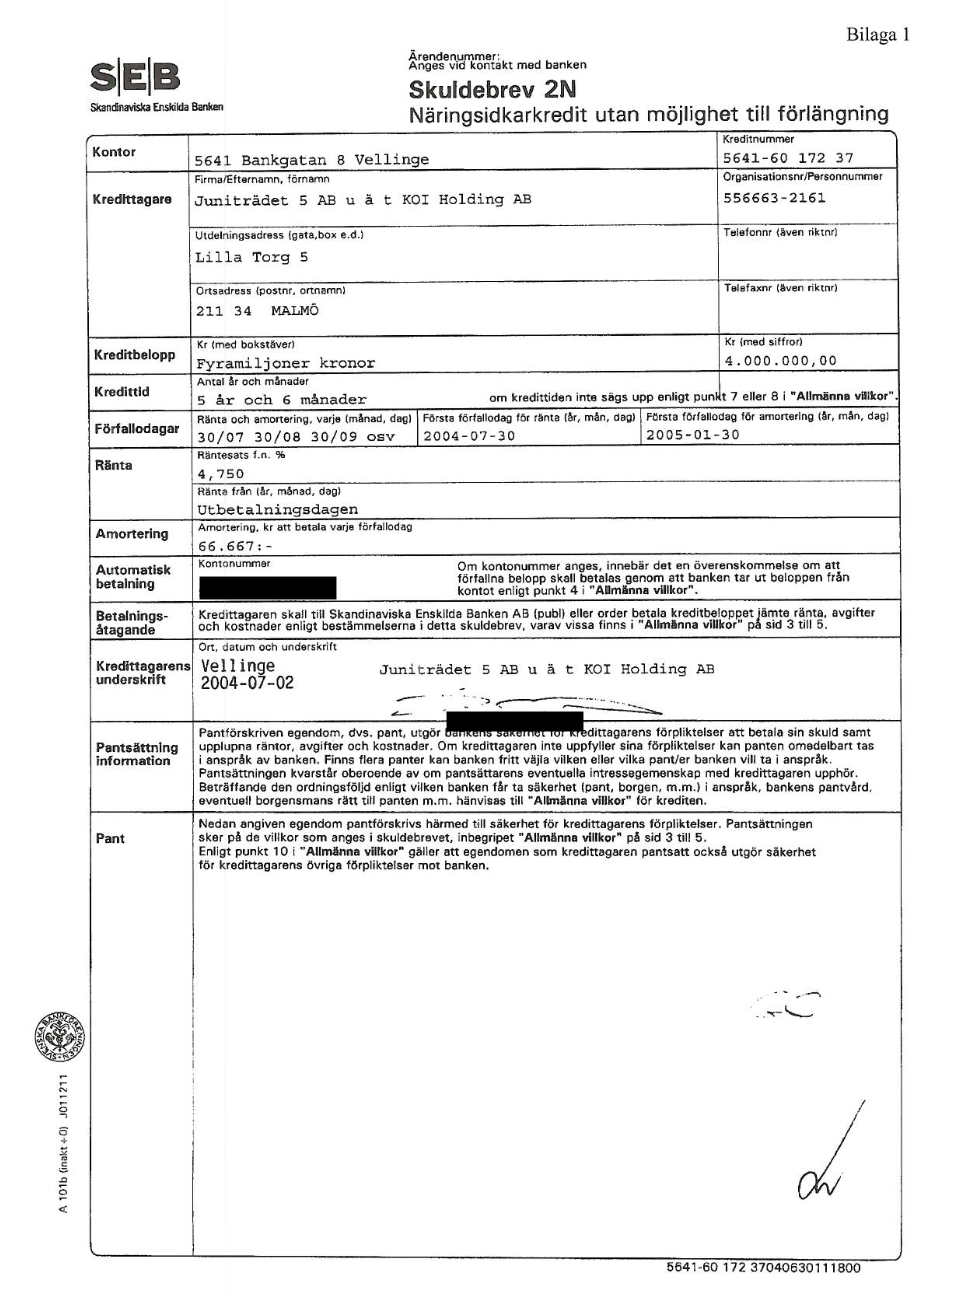 Bilaga 1
SEB
Skandinaviska Enskilda Banken
Ärendenummer:
Anges vid kontakt med banken
Skuldebrev 2N
Näringsidkarkredit utan möjlighet till förlängning
Kontor
5641 Bankgatan 8 Vellinge
Kreditnummer
5641-60 172 37
Kredittagare
Firma/Efternamn, förnamn
Juniträdet 5 AB u ä t KOI Holding AB
Organisationsnr/Personnummer
556663-2161
Utdelningsadress (gata,box e.d.)
Lilla Torg 5
Telefonnr (även riktnr)
Ortsadress (postnr, ortnamn)
211 34 MALMÖ
Telefaxnr (även riktnr)
Kreditbelopp
Kr (med bokstäver)
Fyramiljoner kronor
Kr (med siffror)
4.000.000,00
Kredittid
Antal år och månader
5 år och 6 månader
om kredittiden inte sägs upp enligt punkt 7 eller 8 i "Allmänna villkor".
Förfallodagar
Ränta och amortering, varje (månad, dag)
30/07 30/08 30/09 osv
Första förfallodag för ränta (år, mån, dag)
2004-07-30
Första förfallodag för amortering (år, mån, dag)
2005-01-30
Ränta
Räntesats f.n. %
4,750
Ränta från (år, månad, dag)
Utbetalningsdagen
Amortering
Amortering, kr att betala varje förfallodag
66.667:-
Automatisk
betalning
Kontonummer
Om kontonummer anges, innebär det en överenskommelse om att
förfallna belopp skall betalas genom att banken tar ut beloppen från
kontot enligt punkt 4 i "Allmänna villkor".
Betalnings-
åtagande
Kredittagaren skall till Skandinaviska Enskilda Banken AB (publ) eller order betala kreditbeloppet jämte ränta, avgifter
och kostnader enligt bestämmelserna i detta skuldebrev, varav vissa finns i "Allmänna villkor" på sid 3 till 5.
Kredittagarens
underskrift
Ort, datum och underskrift
Vellinge
2004-07-02
Juniträdet 5 AB u ä t KOI Holding AB
Pantsättning
information
Pantförskriven egendom, dvs. pant, utgör bankens säkerhet för kredittagarens förpliktelser att betala sin skuld samt
upplupna räntor, avgifter och kostnader. Om kredittagaren inte uppfyller sina förpliktelser kan panten omedelbart tas
i anspråk av banken. Finns flera panter kan banken fritt välja vilken eller vilka pant/er banken vill ta i anspråk.
Pantsättningen kvarstår oberoende av om pantsättarens eventuella intressegemenskap med kredittagaren upphör.
Beträffande den ordningsföljd enligt vilken banken får ta säkerhet (pant, borgen, m.m.) i anspråk, bankens pantvård,
eventuell borgensmans rätt till panten m.m. hänvisas till "Allmänna villkor" för krediten.
Pant
Nedan angiven egendom pantförskrivs härmed till säkerhet för kredittagarens förpliktelser. Pantsättningen
sker på de villkor som anges i skuldebrevet, inbegripet "Allmänna villkor" på sid 3 till 5.
Enligt punkt 10 i "Allmänna villkor" gäller att egendomen som kredittagaren pantsatt också utgör säkerhet
för kredittagarens övriga förpliktelser mot banken.
SVENSKA BANKFÖRENINGEN
A 101b (inakt+0) J011211
5641-60 172 37040630111800